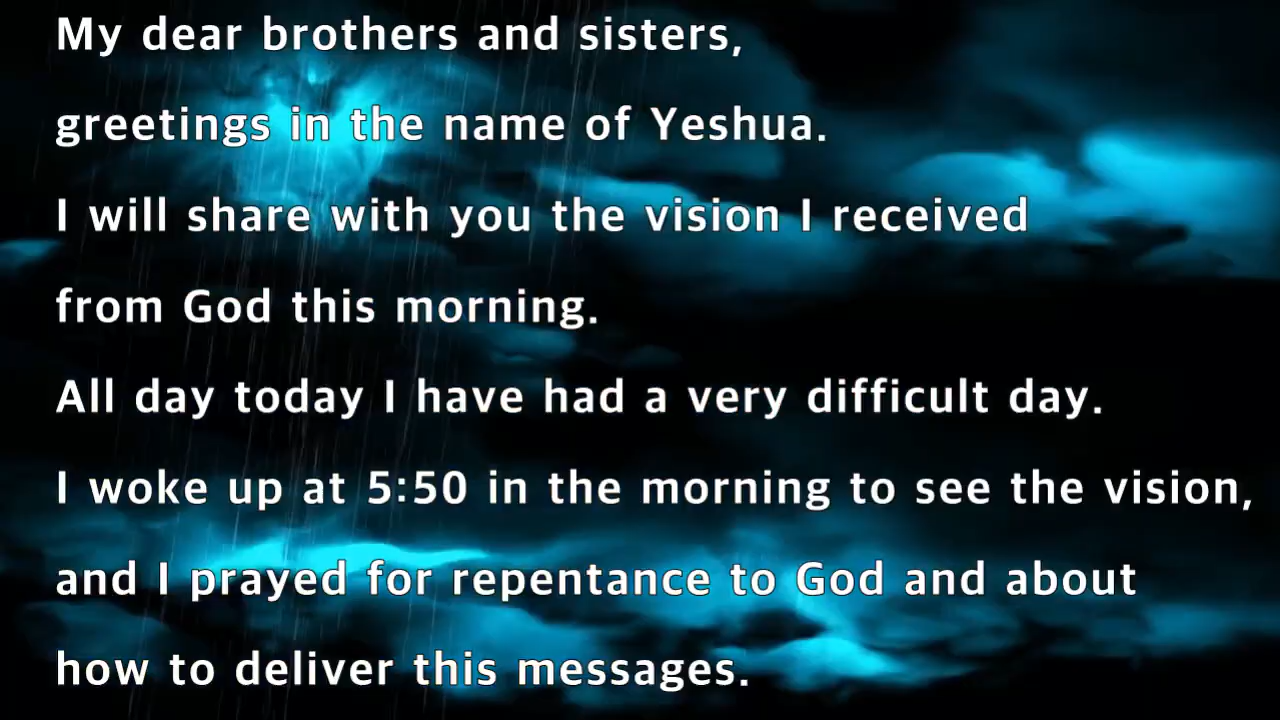 My dear brothers and sisters,
greetings in the name of Yeshua.
I will share with you the vision I received
from God this morning.
All day today I have had a very difficult day.
I woke up at 5:50 in the morning to see the vision,
and I prayed for repentance to God and about
how to deliver this messages.